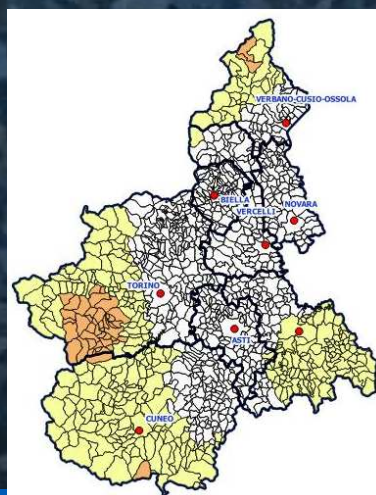 VERBANO-CUSIO-OSSOLA
BIELLA
NOVARA
VERCELLI
TORINO
ASTI
CUNEO